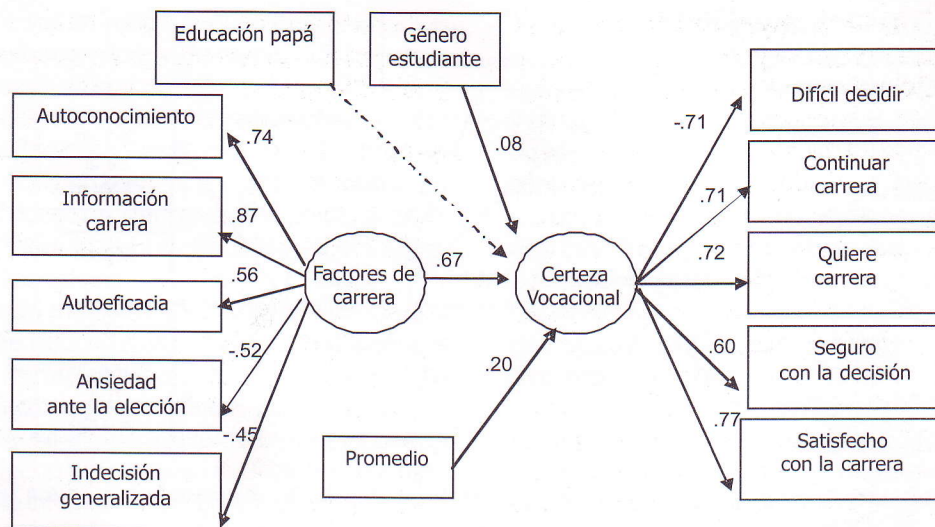 Educación papá
Género
estudiante
Difícil decidir
Autoconocimiento
.74
.08
-.71
Continuar
carrera
Información
carrera
.87
.71
.56
Factores de
carrera
.67
Certeza
Vocacional
.72
Quiere
carrera
Autoeficacia
-.52
.20
.60
Seguro
con la decisión
Ansiedad
ante la elección
-.45
.77
Promedio
Satisfecho
con la carrera
Indecisión
generalizada